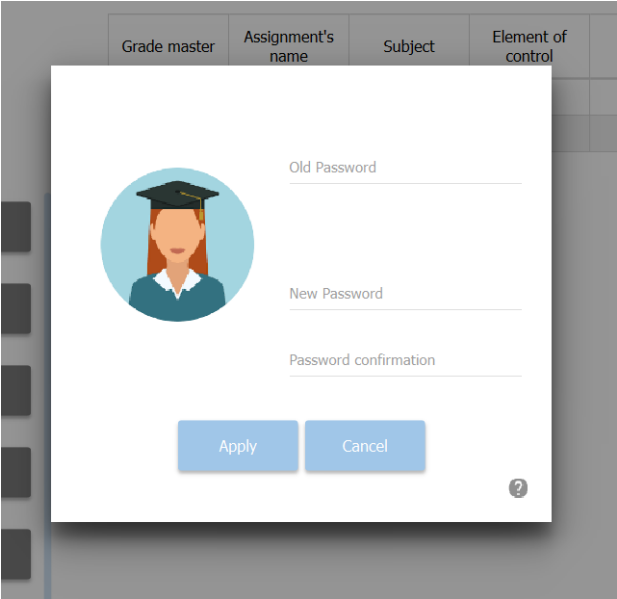 Grade master
Assignment's
name
Subject
Element of
control
Old Password
New Password
Password confirmation
Apply
Cancel
?